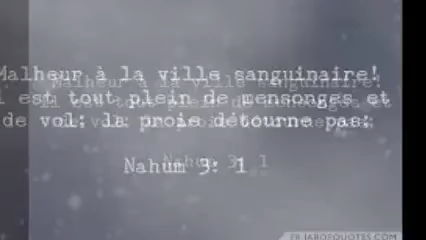 Malheur à la ville sanguinaire!
est tout plein de mensonges et
de vol; la proie détourne pas:
Nahum 3: 1